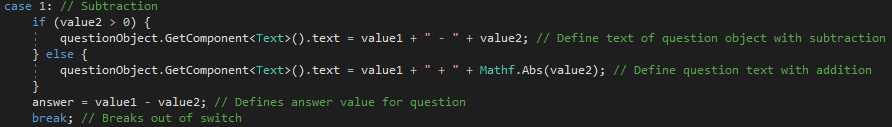 case 1: // Subtraction
if (value2 > 0) {
questionObject.GetComponent<Text>().text = value1 + " - " + value2; // Define text of question object with subtraction
} else {
questionObject.GetComponent<Text>().text = value1 + " + " + Mathf.Abs(value2); // Define question text with addition
}
answer = value1 - value2; // Defines answer value for question
break; // Breaks out of switch